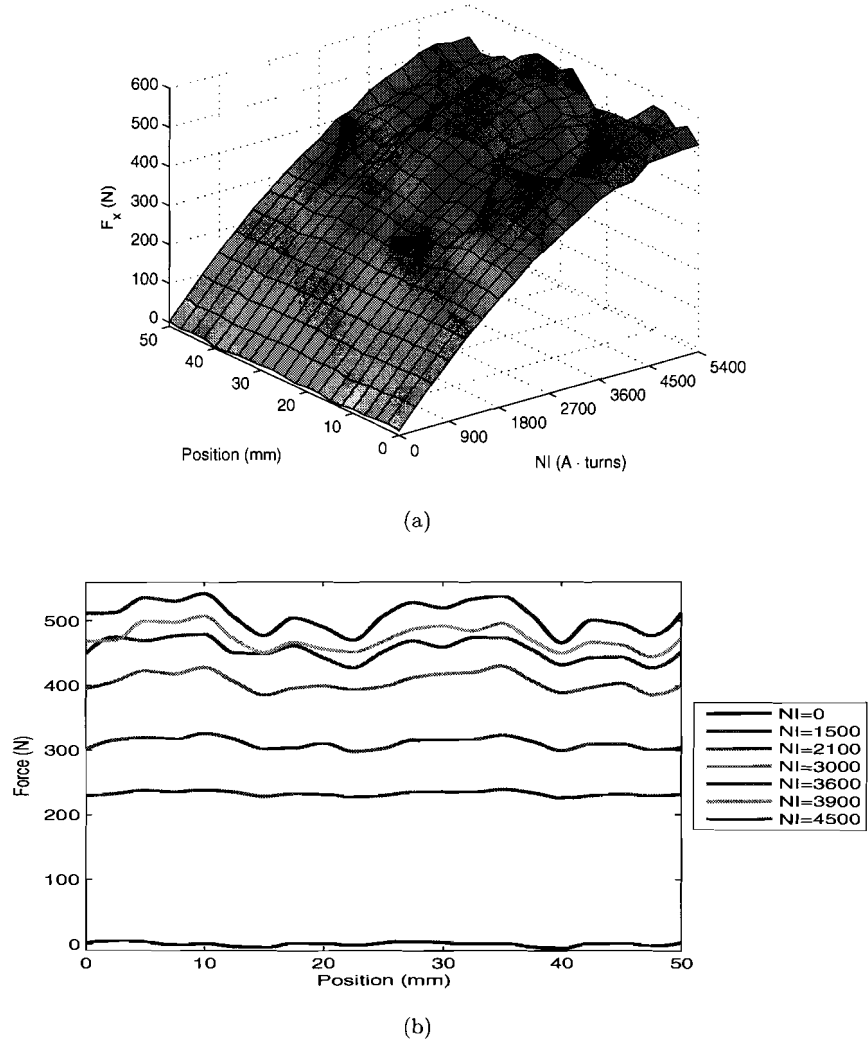 600
500
400
300
200
100
0
F_x (N)
50
40
30
20
10
0
Position (mm)
0
900
1800
2700
3600
4500
5400
NI (A · turns)
(a)
500
400
300
200
100
0
Force (N)
0
10
20
30
40
50
Position (mm)
NI=0
NI=1500
NI=2100
NI=3000
NI=3600
NI=3900
NI=4500
(b)